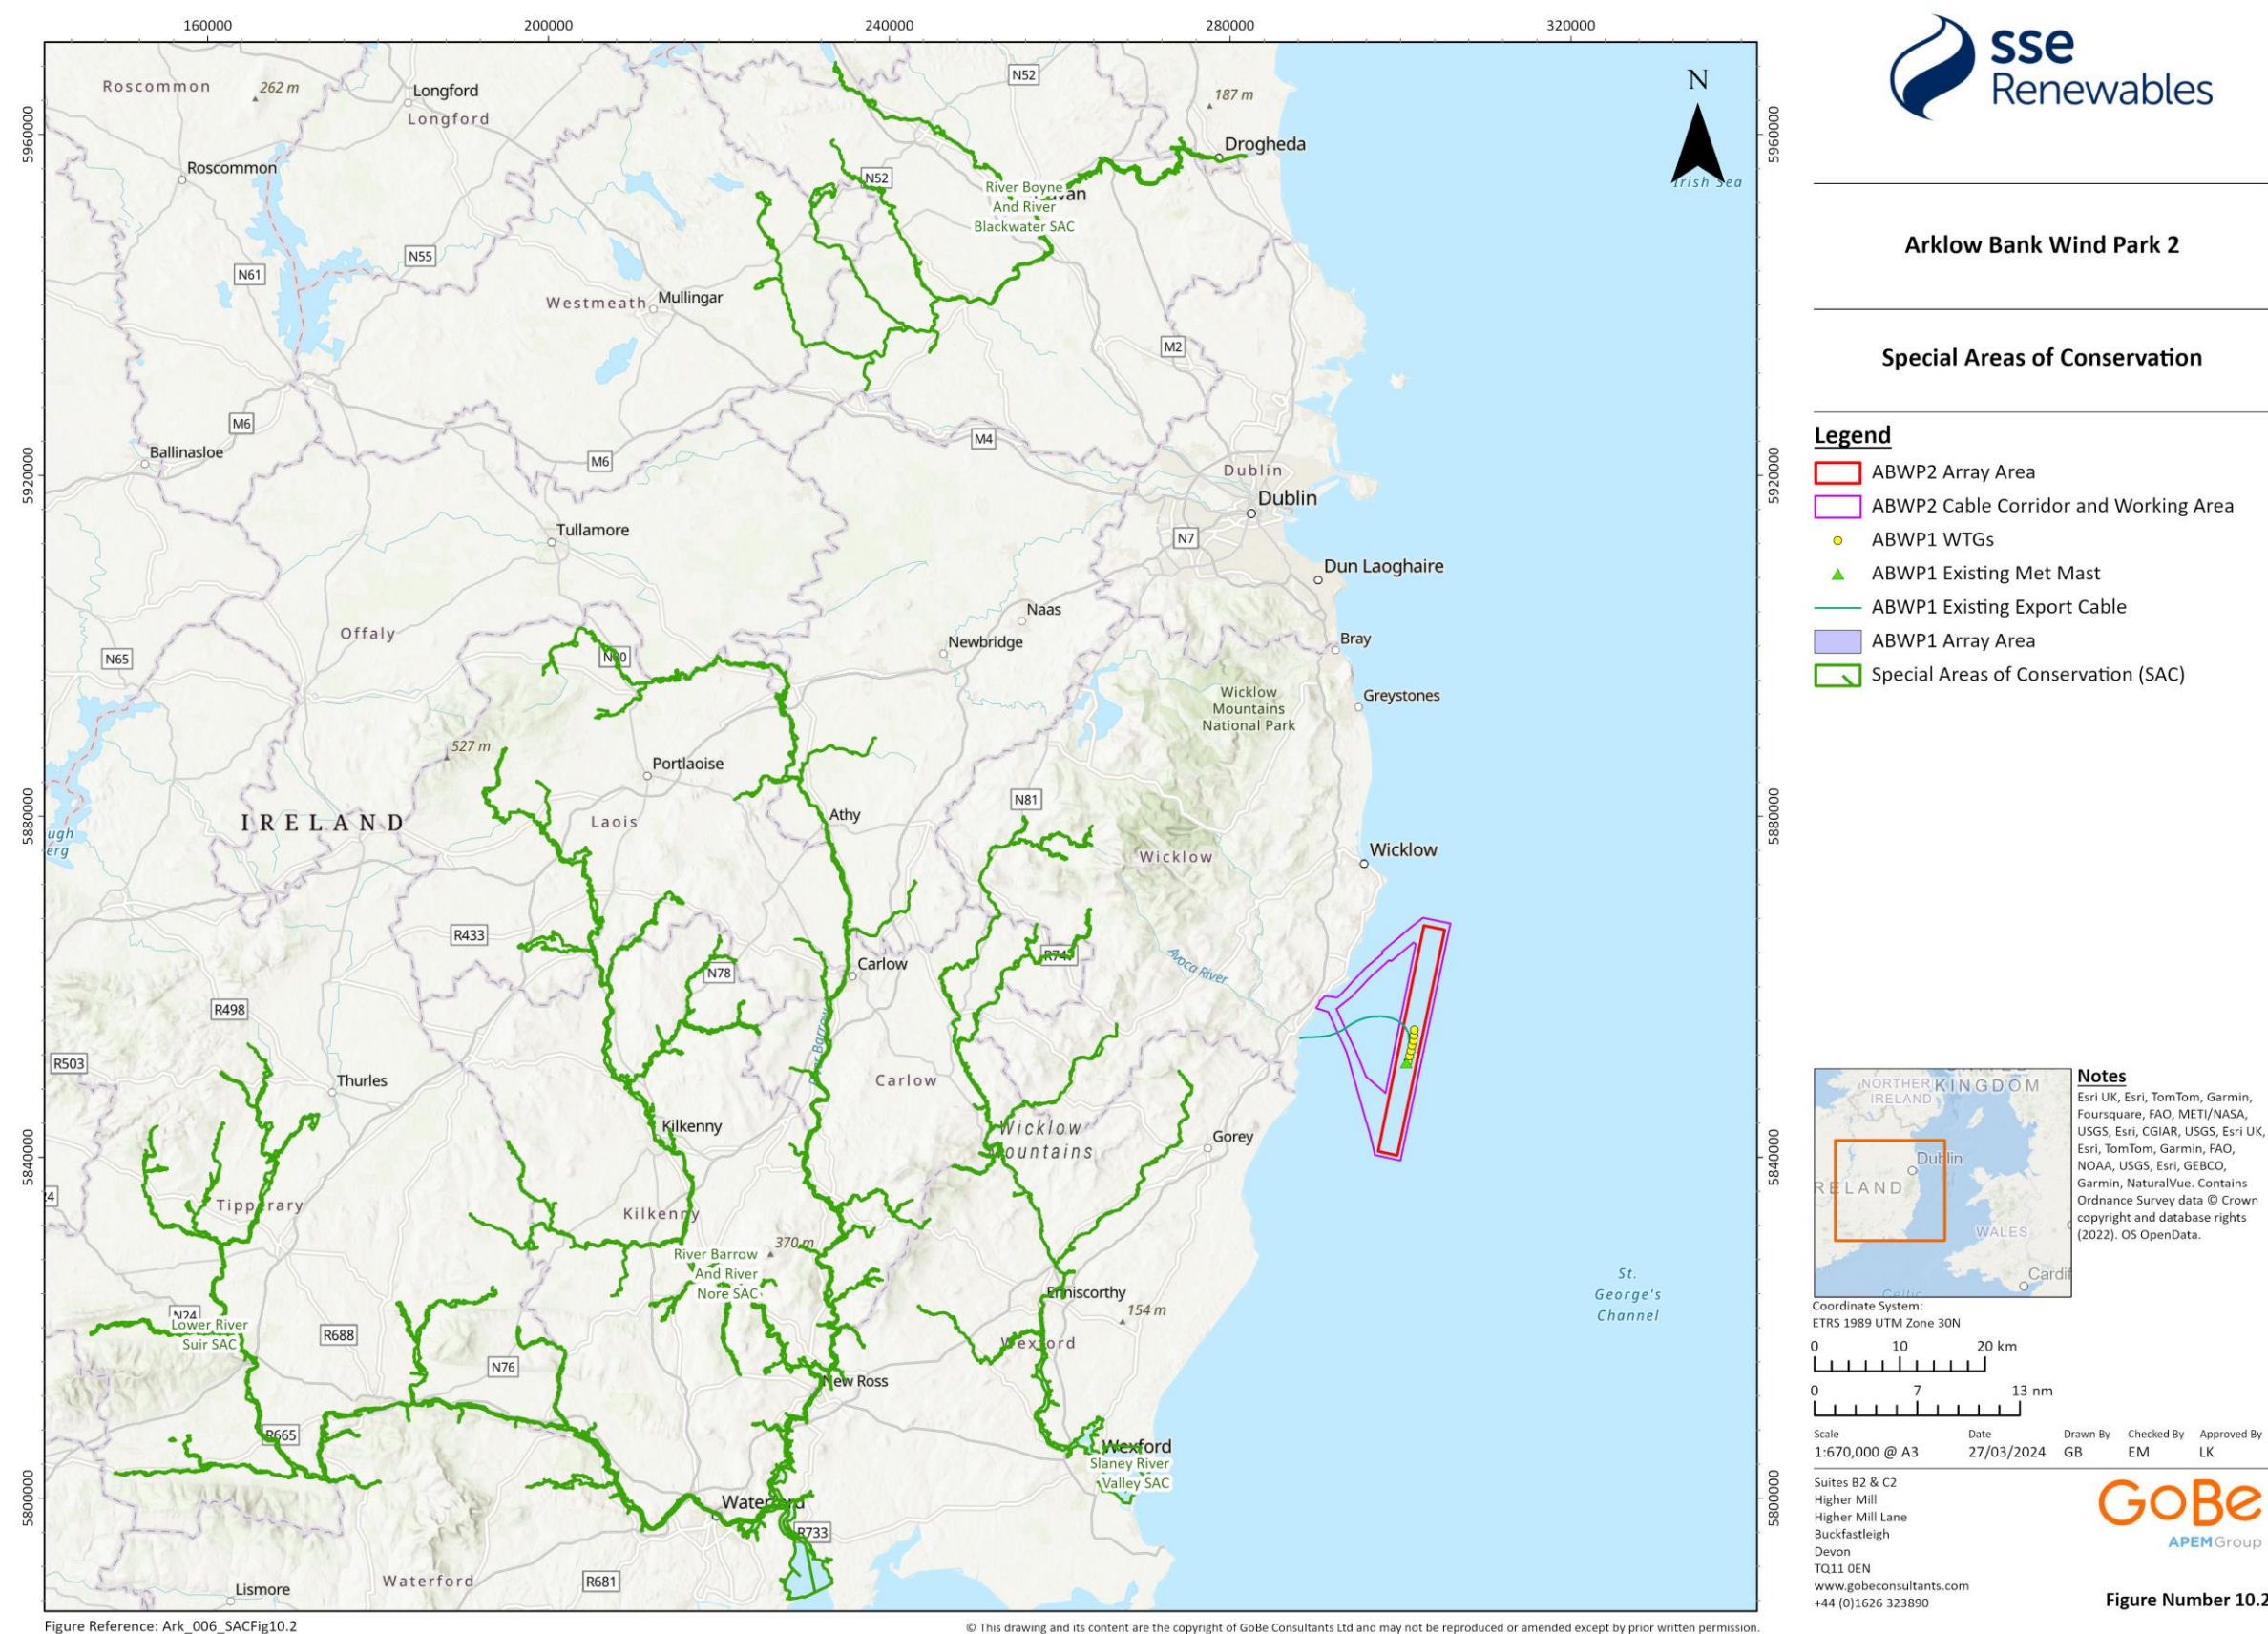 160000
200000
240000
280000
320000
5960000
5920000
5880000
5840000
5800000
5960000
5920000
5880000
5840000
5800000
Roscommon
262 m
Longford
Longford
N52
187 m
Drogheda
Roscommon
N52
River Boyne
And River
Blackwater SAC
N
Irish Sea
N61
N55
Westmeath
Mullingar
M2
M6
Ballinasloe
M6
M4
Dublin
Dublin
Tullamore
N7
Dun Laoghaire
Naas
Offaly
Newbridge
Bray
N65
N80
Wicklow
Mountains
National Park
Greystones
527 m
Portlaoise
N81
IRELAND
Laois
Athy
Wicklow
Wicklow
R433
N78
Carlow
R747
Avoca River
R498
River Barrow
R503
Thurles
Carlow
Kilkenny
Wicklow
Mountains
Gorey
Tipperary
Kilkenny
370 m
River Barrow
And River
Nore SAC
St.
George's
Channel
Enniscorthy
154 m
N24
Lower River
Suir SAC
R688
Wexford
N76
New Ross
R665
Wexford
Slaney River
Valley SAC
Waterford
R733
Lismore
Waterford
R681
Figure Reference: Ark_006_SACFig10.2
© This drawing and its content are the copyright of GoBe Consultants Ltd and may not be reproduced or amended except by prior written permission.
sse
Renewables
Arklow Bank Wind Park 2
Special Areas of Conservation
Legend
ABWP2 Array Area
ABWP2 Cable Corridor and Working Area
ABWP1 WTGs
ABWP1 Existing Met Mast
ABWP1 Existing Export Cable
ABWP1 Array Area
Special Areas of Conservation (SAC)
NORTHER
IRELAND
KINGDOM
Dublin
RELAND
WALES
Cardif
Celtic
Notes
Esri UK, Esri, TomTom, Garmin,
Foursquare, FAO, METI/NASA,
USGS, Esri, CGIAR, USGS, Esri UK,
Esri, TomTom, Garmin, FAO,
NOAA, USGS, Esri, GEBCO,
Garmin, NaturalVue. Contains
Ordnance Survey data © Crown
copyright and database rights
(2022). OS OpenData.
Coordinate System:
ETRS 1989 UTM Zone 30N
0 10 20 km
0 7 13 nm
Scale Date Drawn By Checked By Approved By
1:670,000 @ A3 27/03/2024 GB EM LK
Suites B2 & C2
Higher Mill
Higher Mill Lane
Buckfastleigh
Devon
TQ11 0EN
www.gobeconsultants.com
+44 (0)1626 323890
GoBe
APEMGroup
Figure Number 10.2